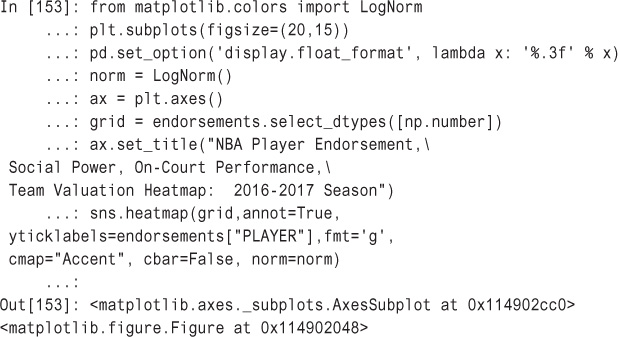 In [153]: from matplotlib.colors import LogNorm
...: plt.subplots(figsize=(20,15))
...: pd.set_option('display.float_format', lambda x: '%.3f' % x)
...: norm = LogNorm()
...: ax = plt.axes()
...: grid = endorsements.select_dtypes([np.number])
...: ax.set_title("NBA Player Endorsement,\
Social Power, On-Court Performance,\
Team Valuation Heatmap:  2016-2017 Season")
...: sns.heatmap(grid,annot=True,
yticklabels=endorsements["PLAYER"],fmt='g',
cmap="Accent", cbar=False, norm=norm)
...:
Out[153]: <matplotlib.axes._subplots.AxesSubplot at 0x114902cc0>
<matplotlib.figure.Figure at 0x114902048>